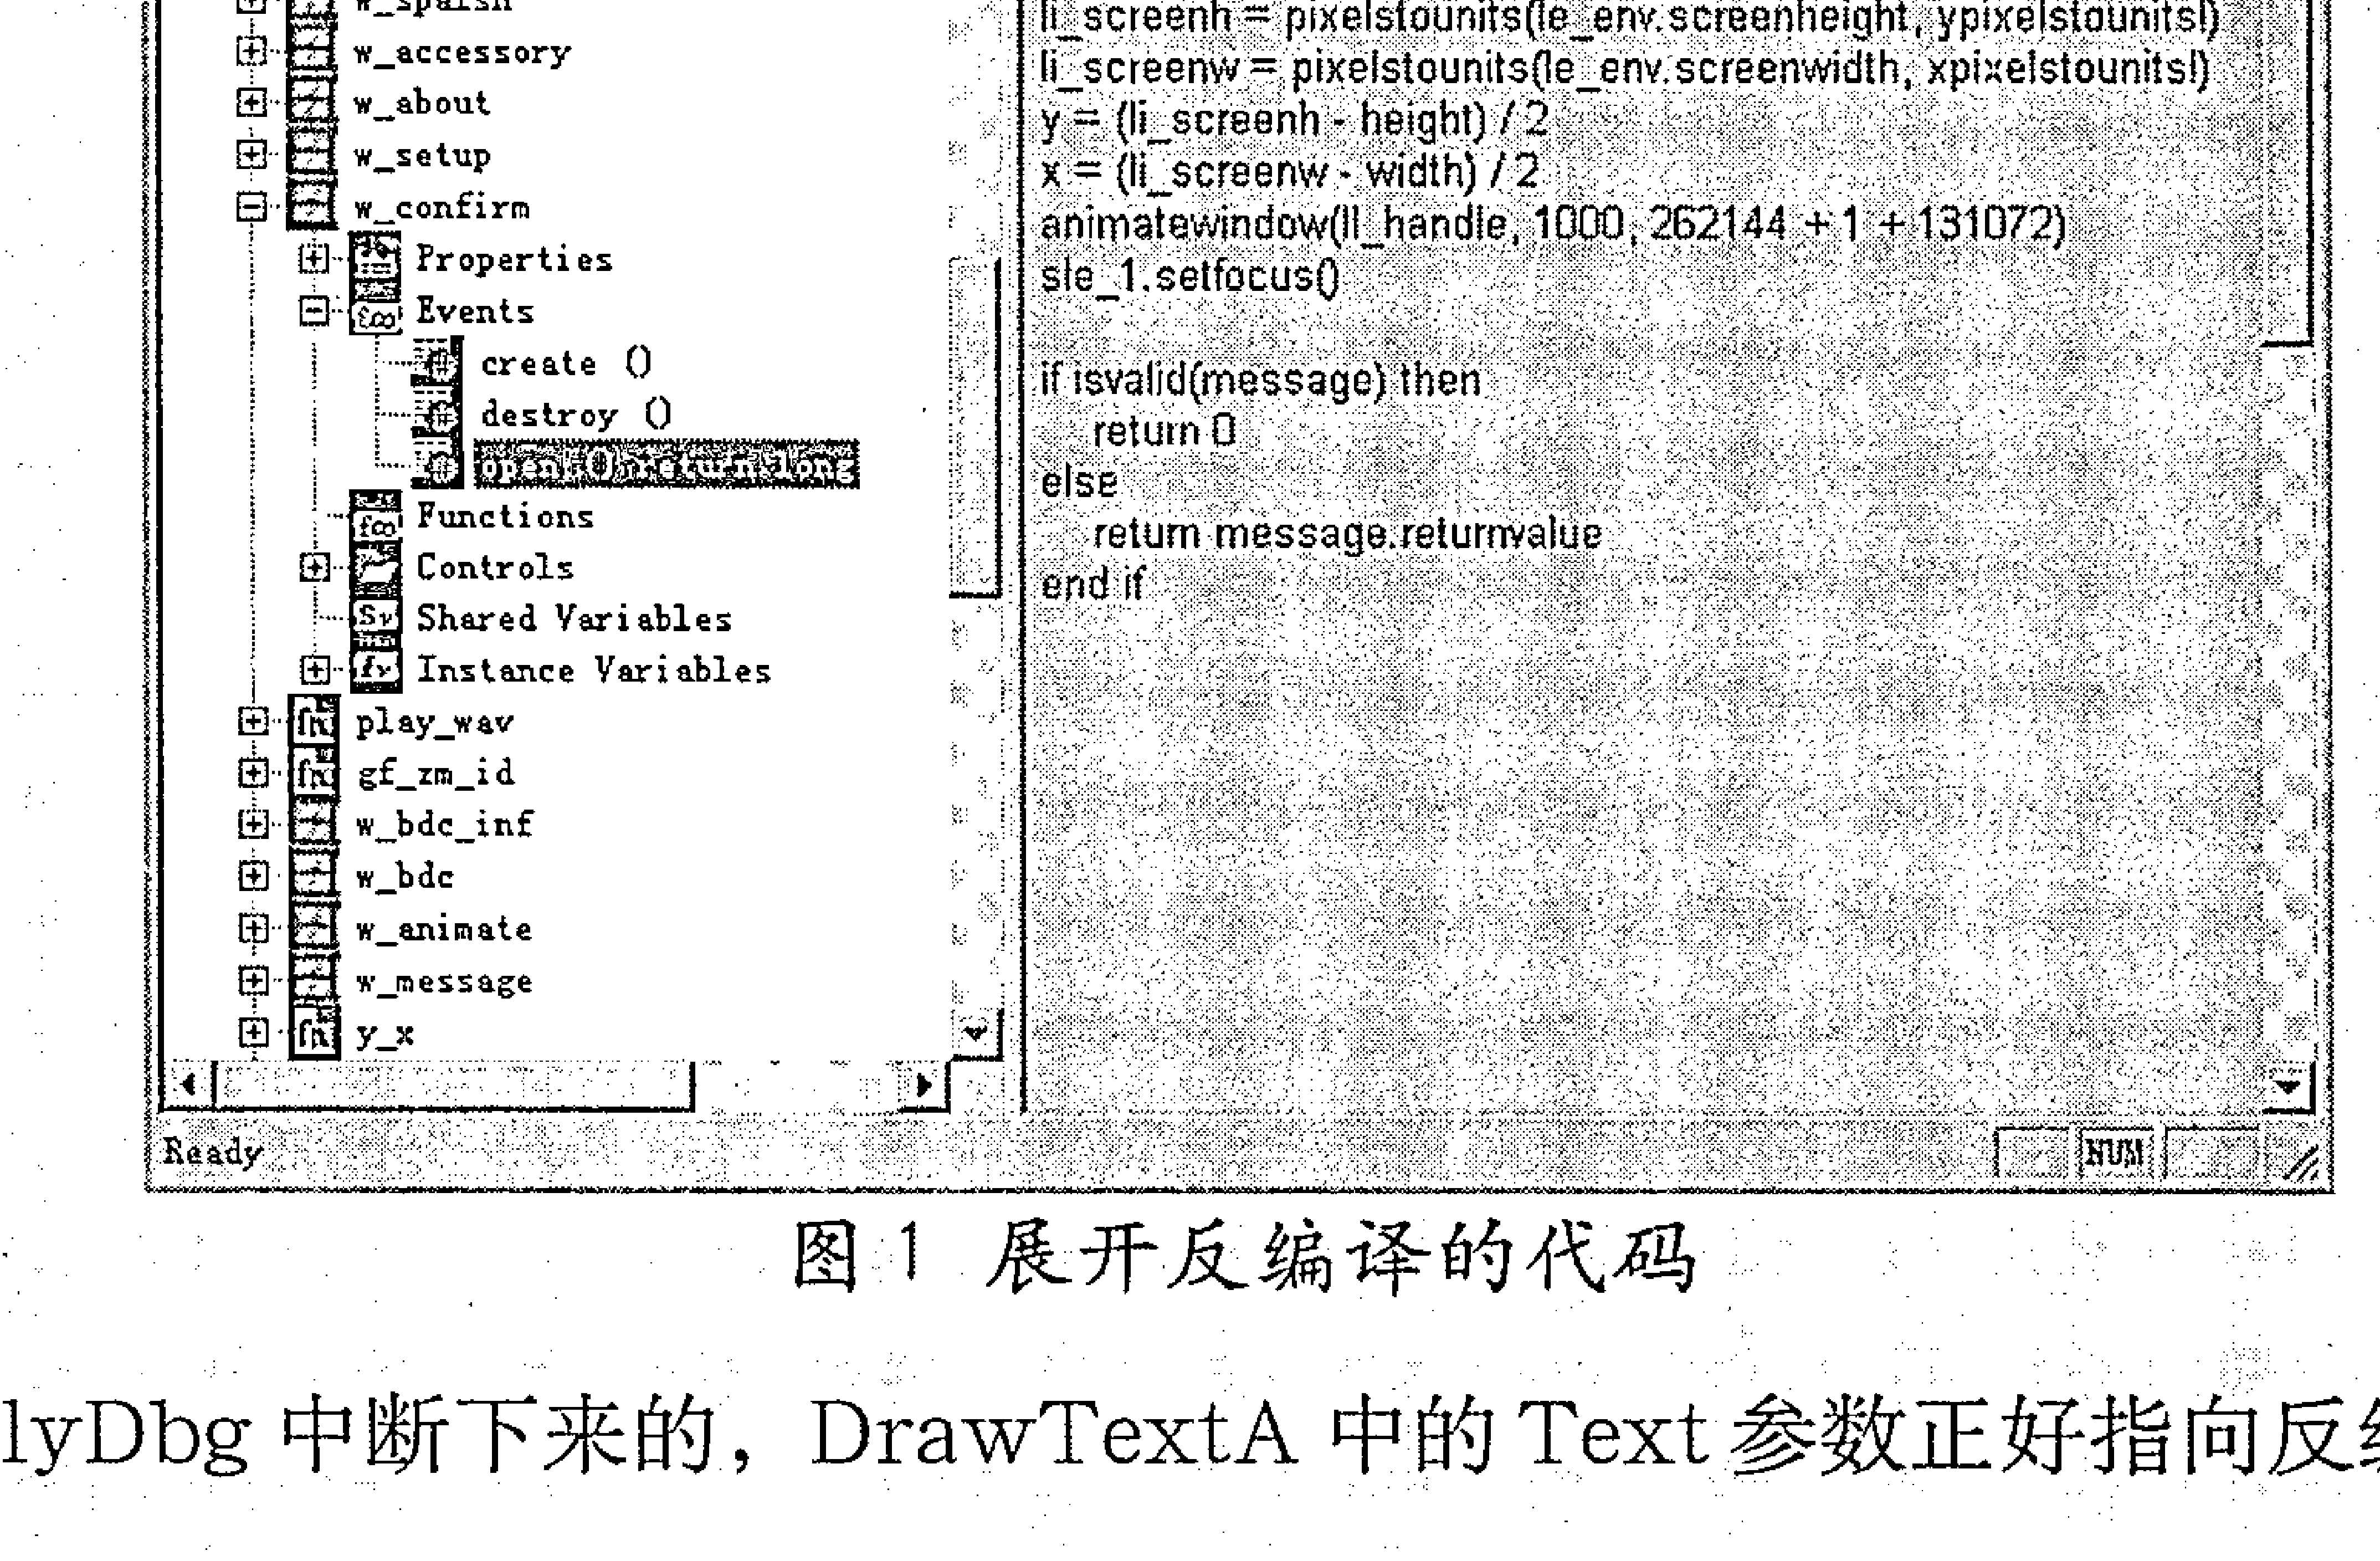 w_splash
w_accessory
w_about
w_setup
w_confirm
Properties
Events
create ()
destroy ()
open () return long
Functions
Controls
Shared Variables
Instance Variables
play_wav
gf_zm_id
w_bdc_inf
w_bdc
w_animate
w_message
y_x
li_screenh = pixelstounits(le_env.screenheight, ypixelstounits!)
li_screenw = pixelstounits(le_env.screenwidth, xpixelstounits!)
y = (li_screenh - height) / 2
x = (li_screenw - width) / 2
animatewindow(ll_handle, 1000, 262144 + 1 + 131072)
sle_1.setfocus()
if isvalid(message) then
return 0
else
return message.returnvalue
end if
Ready
NUM
图 1 展开反编译的代码
lyDbg 中断下来的，DrawTextA 中的 Text 参数正好指向反